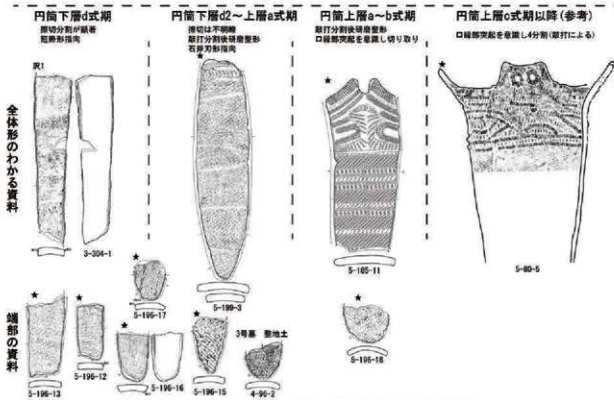 円筒下層d式期
擦切分割が顕著
短冊形指向
円筒下層d2～上層a式期
擦切は不明瞭
敲打分割後研磨整形
石斧刃形指向
円筒上層a～b式期
敲打分割後研磨整形
口縁部突起を意識し切り取り
円筒上層c式期以降(参考)
口縁部突起を意識し4分割(敲打による)
全体形のわかる資料
沢1
★
★
★
★
3-304-1
5-199-3
5-185-11
5-80-5
端部の資料
★
5-196-17
★
5-196-13
★
5-196-12
★
5-196-16
★
5-196-15
3号墓 整地土
4-96-2
★
5-196-18